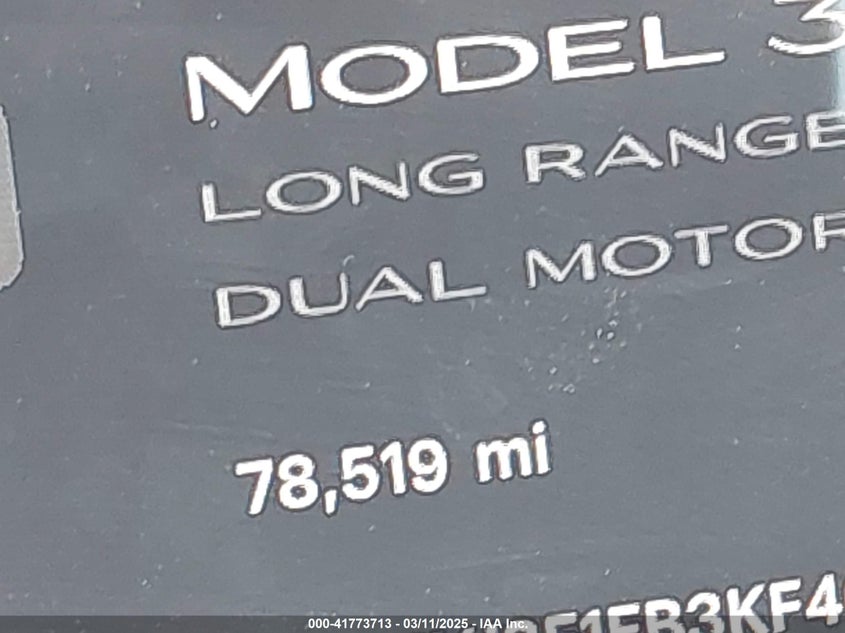 MODEL 3
LONG RANGE
DUAL MOTOR
78,519 mi
000-41773713 - 03/11/2025 - IAA Inc.